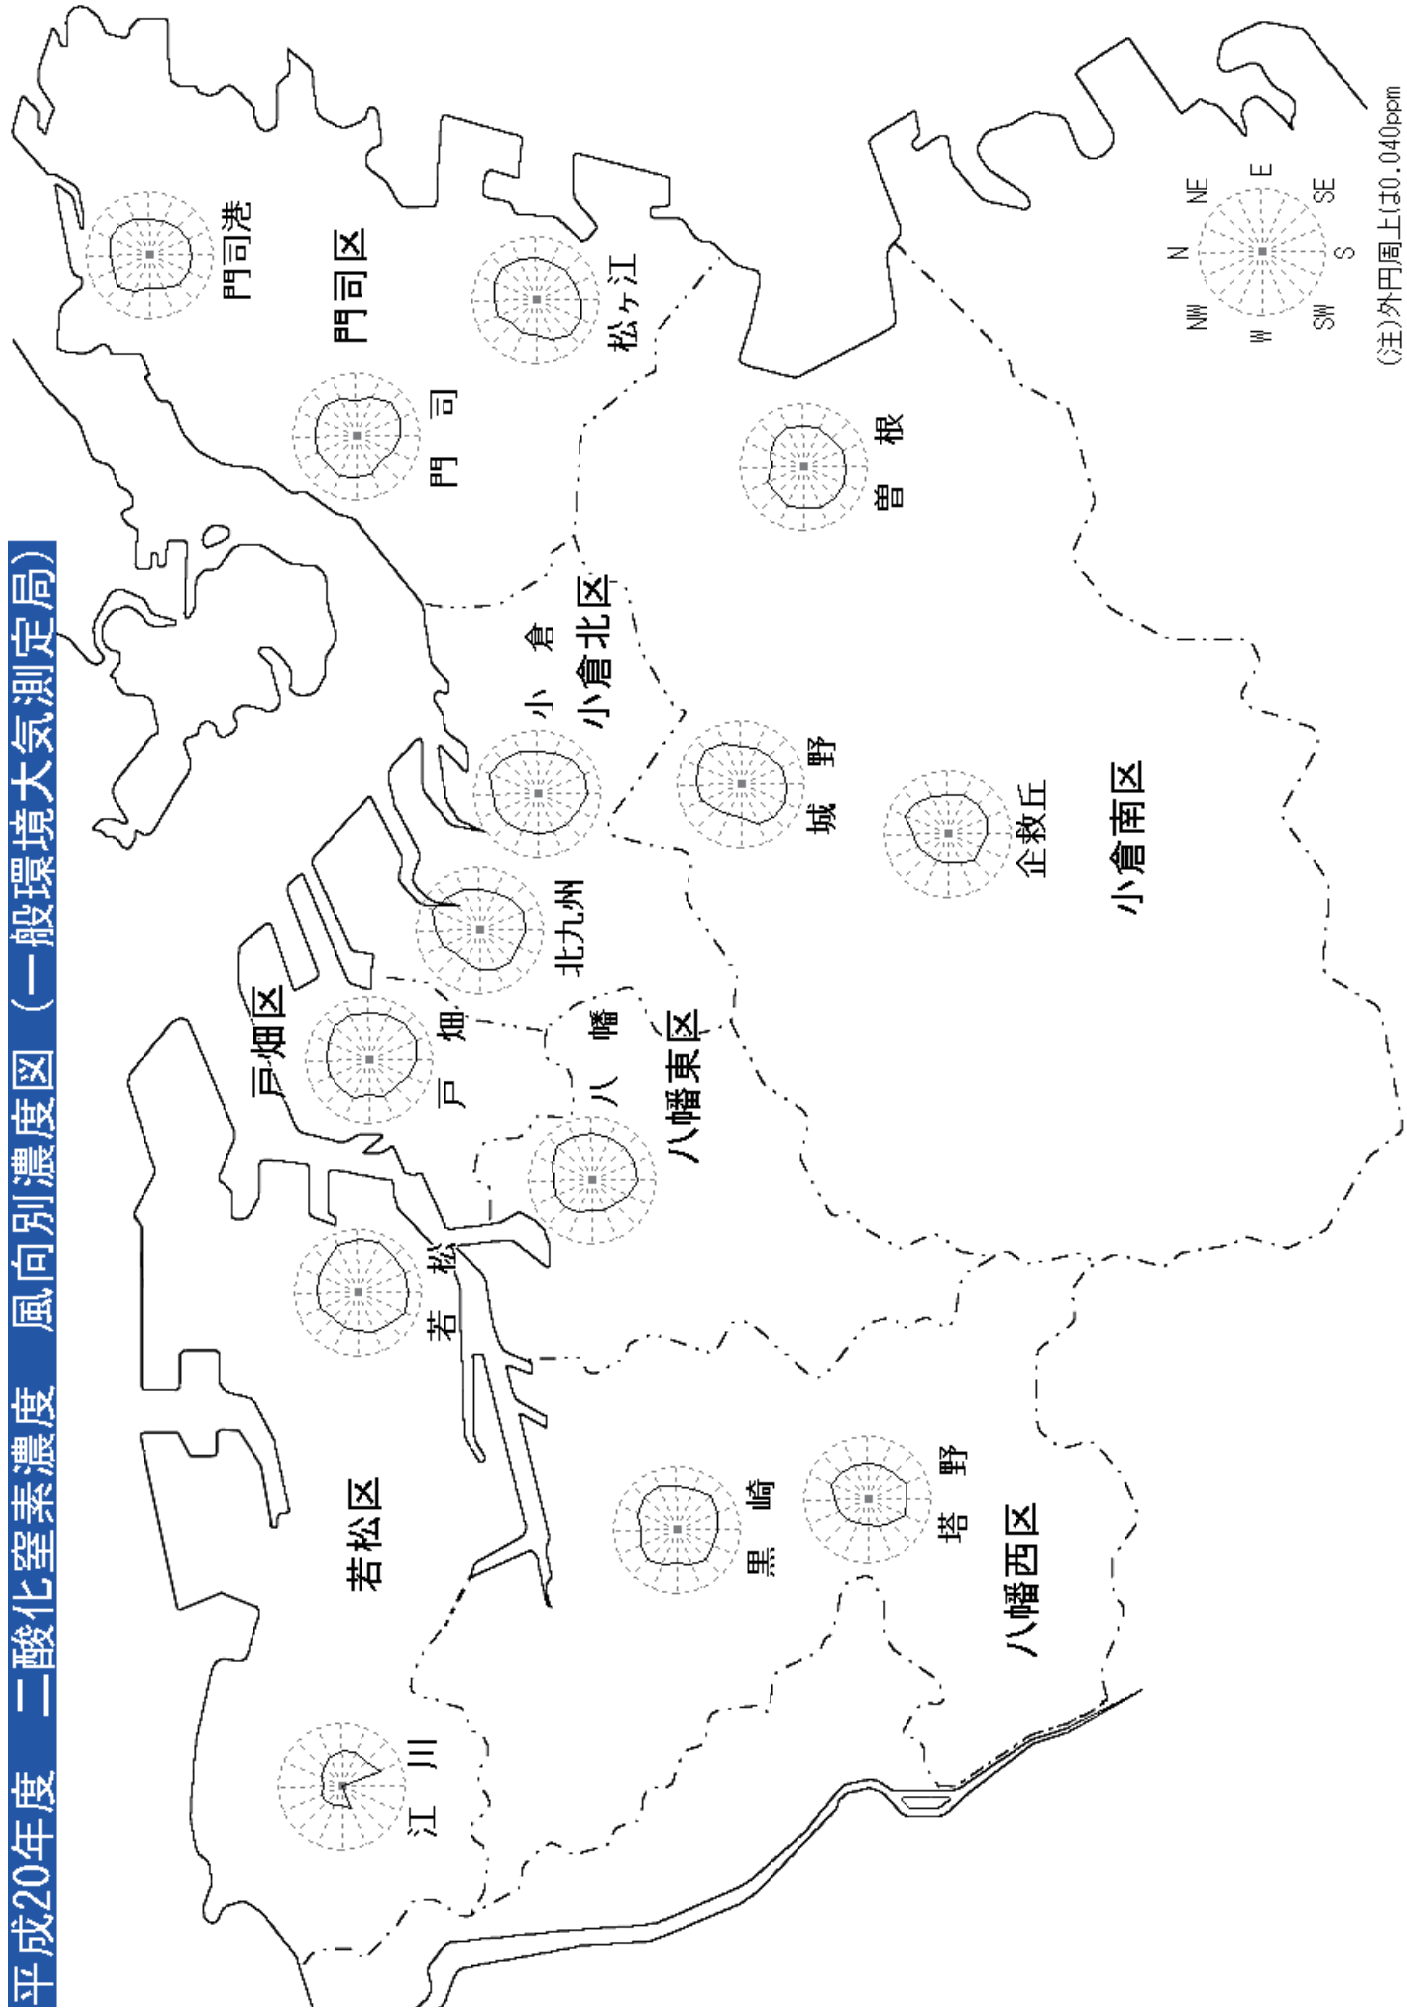 平成20年度　二酸化窒素濃度　風向別濃度図　(一般環境大気測定局)
門司港
門司区
松ヶ江
門司
曽根
小倉
小倉北区
城野
企救丘
小倉南区
北九州
戸畑区
戸畑
八幡
八幡東区
若松
若松区
黒崎
塔野
八幡西区
江川
N
NE
E
SE
S
SW
W
NW
(注)外円周上は0.040ppm